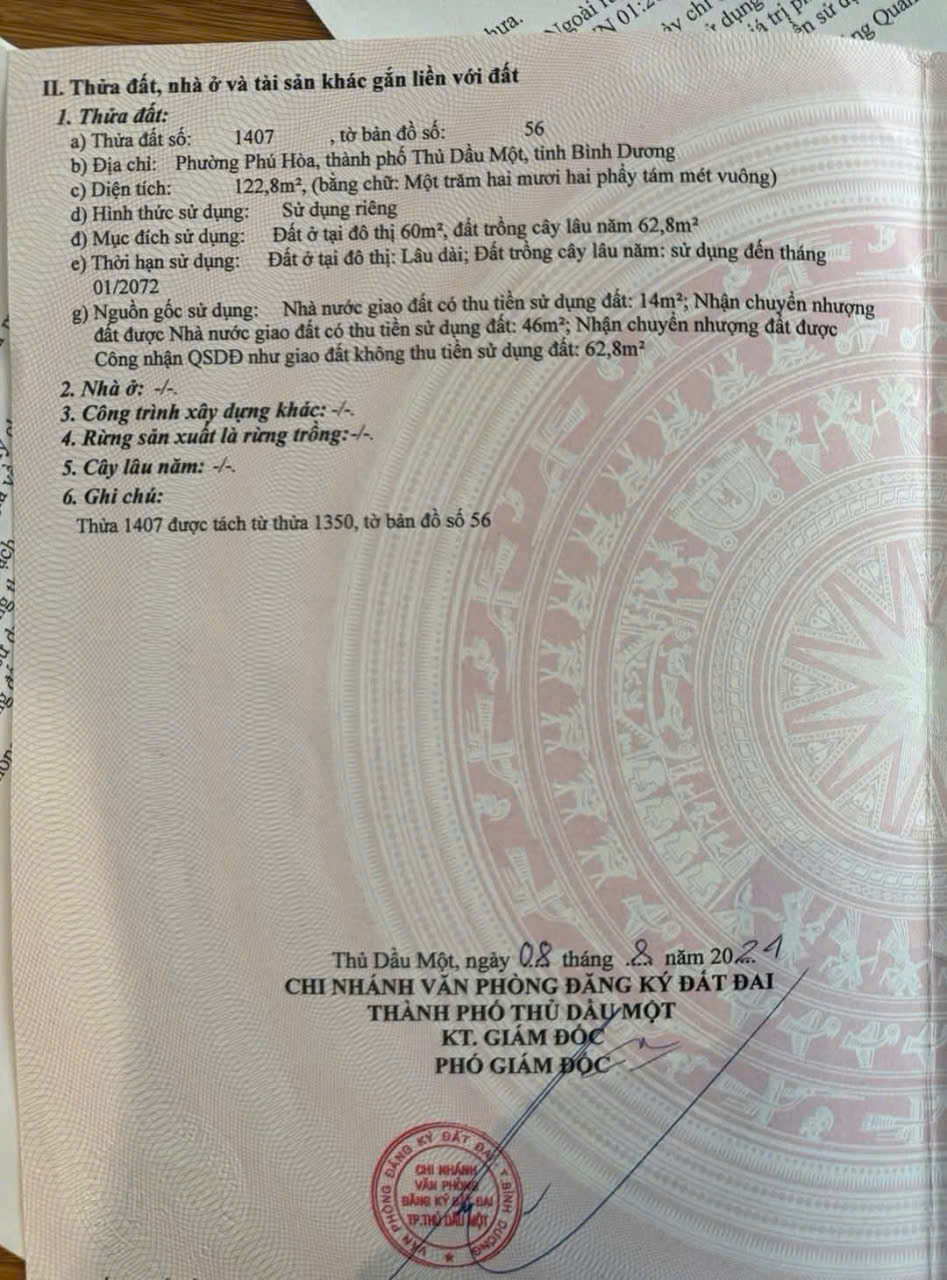 hưa.
II. Thửa đất, nhà ở và tài sản khác gắn liền với đất
1. Thửa đất:
a) Thửa đất số: 1407 , tờ bản đồ số: 56
b) Địa chỉ: Phường Phú Hòa, thành phố Thủ Dầu Một, tỉnh Bình Dương
c) Diện tích: 122,8m², (bằng chữ: Một trăm hai mươi hai phẩy tám mét vuông)
d) Hình thức sử dụng: Sử dụng riêng
đ) Mục đích sử dụng: Đất ở tại đô thị 60m², đất trồng cây lâu năm 62,8m²
e) Thời hạn sử dụng: Đất ở tại đô thị: Lâu dài; Đất trồng cây lâu năm: sử dụng đến tháng
01/2072
g) Nguồn gốc sử dụng: Nhà nước giao đất có thu tiền sử dụng đất: 14m²; Nhận chuyển nhượng
đất được Nhà nước giao đất có thu tiền sử dụng đất: 46m²; Nhận chuyển nhượng đất được
Công nhận QSDĐ như giao đất không thu tiền sử dụng đất: 62,8m²
2. Nhà ở: -/-.
3. Công trình xây dựng khác: -/-.
4. Rừng sản xuất là rừng trồng:-/-.
5. Cây lâu năm: -/-.
6. Ghi chú:
Thửa 1407 được tách từ thửa 1350, tờ bản đồ số 56
Thủ Dầu Một, ngày 08 tháng 8 năm 2024
CHI NHÁNH VĂN PHÒNG ĐĂNG KÝ ĐẤT ĐAI
THÀNH PHỐ THỦ DẦU MỘT
KT. GIÁM ĐỐC
PHÓ GIÁM ĐỐC
VĂN PHÒNG ĐĂNG KÝ ĐẤT ĐAI T.BÌNH DƯƠNG
CHI NHÁNH
VĂN PHÒNG
ĐĂNG KÝ ĐẤT ĐAI
TP.THỦ DẦU MỘT